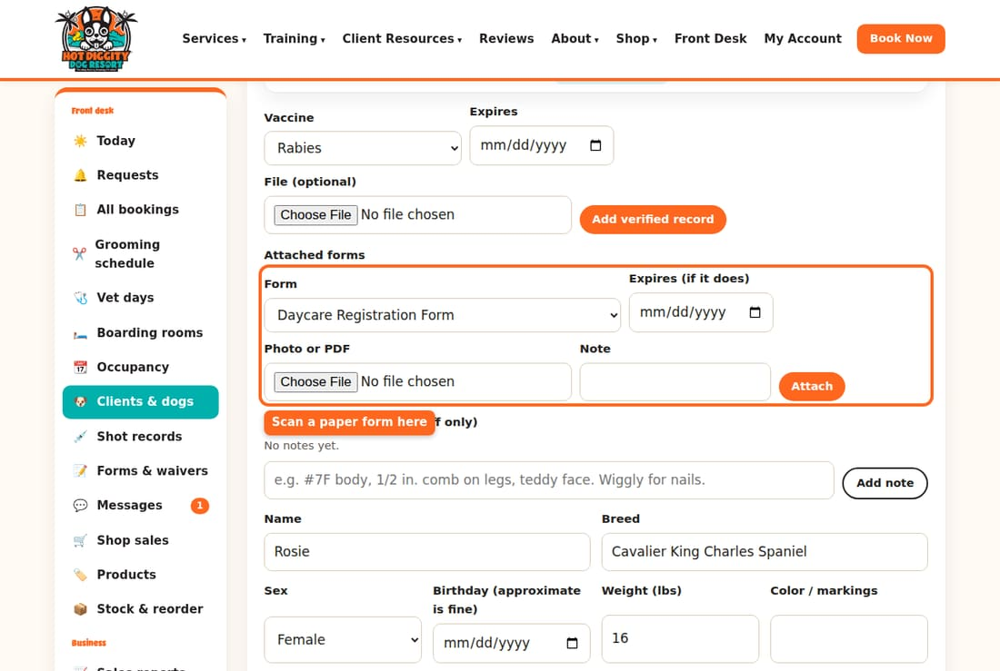 HOT DIGGITY
DOG RESORT
Services
Training
Client Resources
Reviews
About
Shop
Front Desk
My Account
Book Now
Front desk
Today
Requests
All bookings
Grooming
schedule
Vet days
Boarding rooms
Occupancy
Clients & dogs
Shot records
Forms & waivers
Messages 1
Shop sales
Products
Stock & reorder
Business
Vaccine
Expires
Rabies
mm/dd/yyyy
File (optional)
Choose File No file chosen
Add verified record
Attached forms
Form
Expires (if it does)
Daycare Registration Form
mm/dd/yyyy
Photo or PDF
Note
Choose File No file chosen
Attach
Scan a paper form here
f only)
No notes yet.
e.g. #7F body, 1/2 in. comb on legs, teddy face. Wiggly for nails.
Add note
Name
Breed
Rosie
Cavalier King Charles Spaniel
Sex
Birthday (approximate
is fine)
Weight (lbs)
Color / markings
Female
mm/dd/yyyy
16